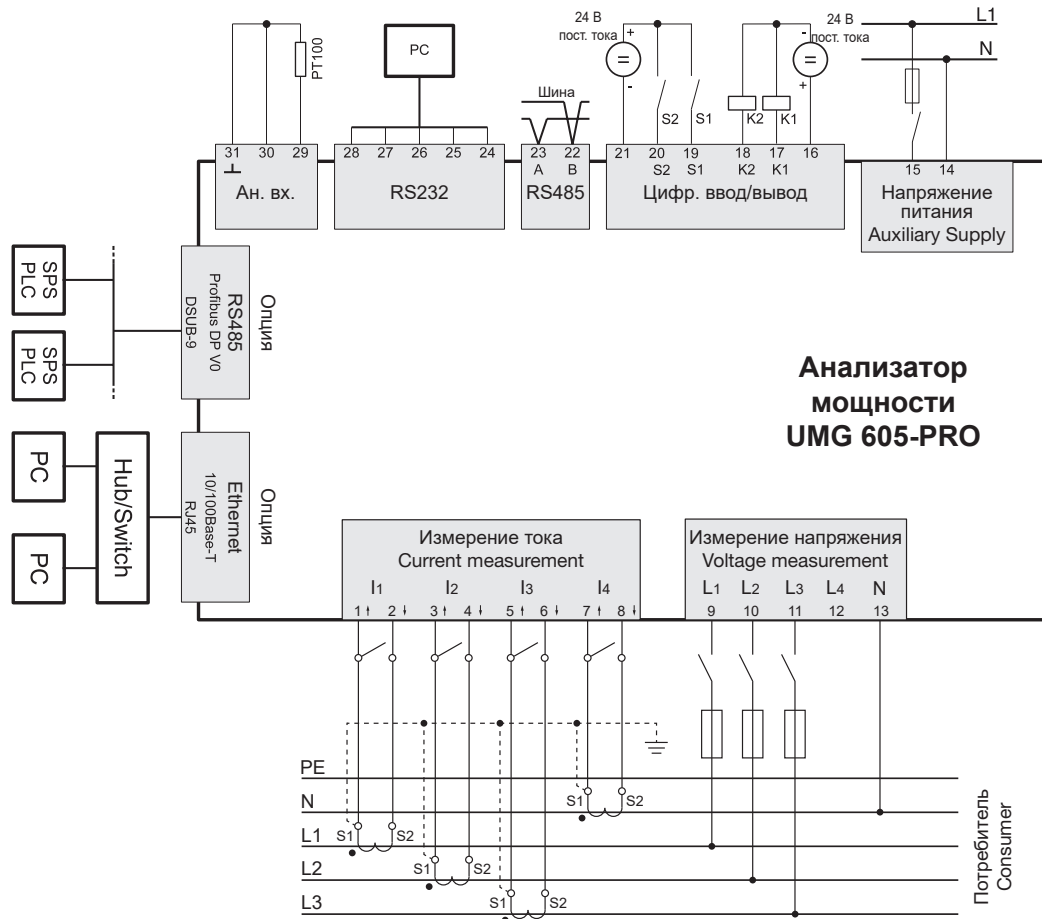 24 В
пост. тока
24 В
пост. тока
L1
N
PT100
PC
Шина
S2
S1
K2
K1
+
-
-
+
31
30
29
28
27
26
25
24
23
22
21
20
19
18
17
16
15
14
A
B
S2
S1
K2
K1
Ан. вх.
RS232
RS485
Цифр. ввод/вывод
Напряжение
питания
Auxiliary Supply
SPS
PLC
SPS
PLC
RS485
Profibus DP V0
DSUB-9
Опция
Анализатор
мощности
UMG 605-PRO
PC
PC
Hub/Switch
Ethernet
10/100Base-T
RJ45
Опция
Измерение тока
Current measurement
I1
I2
I3
I4
1
2
3
4
5
6
7
8
Измерение напряжения
Voltage measurement
L1
L2
L3
L4
N
9
10
11
12
13
PE
N
L1
L2
L3
S1
S2
S1
S2
S1
S2
S1
S2
Потребитель
Consumer